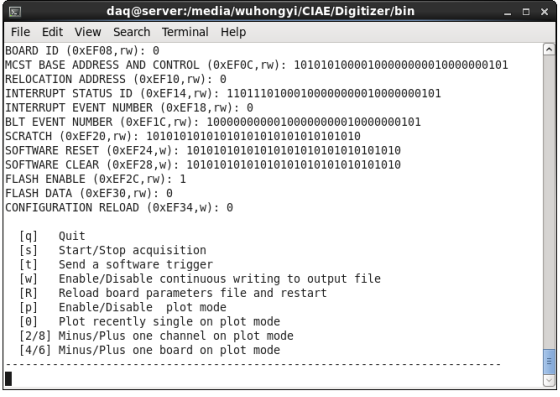 daq@server:/media/wuhongyi/CIAE/Digitizer/bin
File Edit View Search Terminal Help
BOARD ID (0xEF08,rw): 0
MCST BASE ADDRESS AND CONTROL (0xEF0C,rw): 10101010000100000000010000000101
RELOCATION ADDRESS (0xEF10,rw): 0
INTERRUPT STATUS ID (0xEF14,rw): 11011101000100000000010000000101
INTERRUPT EVENT NUMBER (0xEF18,rw): 0
BLT EVENT NUMBER (0xEF1C,rw): 10000000000100000000010000000101
SCRATCH (0xEF20,rw): 10101010101010101010101010101010
SOFTWARE RESET (0xEF24,w): 10101010101010101010101010101010
SOFTWARE CLEAR (0xEF28,w): 10101010101010101010101010101010
FLASH ENABLE (0xEF2C,rw): 1
FLASH DATA (0xEF30,rw): 0
CONFIGURATION RELOAD (0xEF34,w): 0
[q] Quit
[s] Start/Stop acquisition
[t] Send a software trigger
[w] Enable/Disable continuous writing to output file
[R] Reload board parameters file and restart
[p] Enable/Disable plot mode
[0] Plot recently single on plot mode
[2/8] Minus/Plus one channel on plot mode
[4/6] Minus/Plus one board on plot mode
---------------------------------------------------------------------------